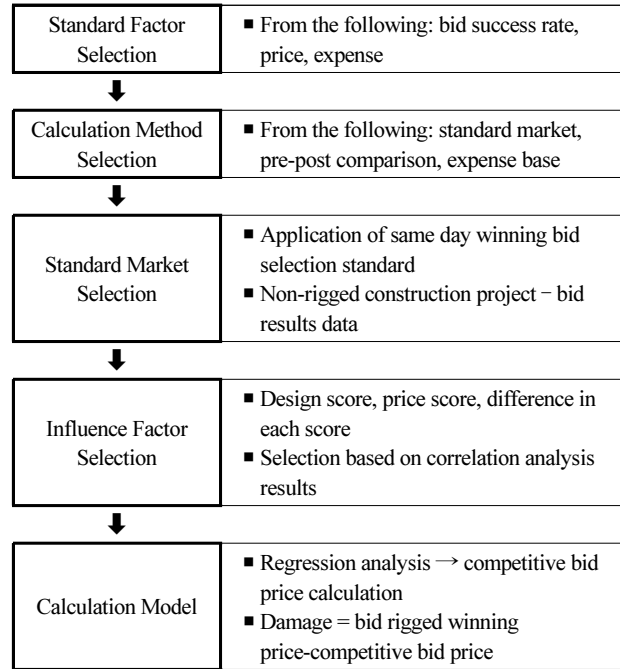 Standard Factor
Selection
■ From the following: bid success rate,
price, expense
Calculation Method
Selection
■ From the following: standard market,
pre-post comparison, expense base
Standard Market
Selection
■ Application of same day winning bid
selection standard
■ Non-rigged construction project − bid
results data
Influence Factor
Selection
■ Design score, price score, difference in
each score
■ Selection based on correlation analysis
results
Calculation Model
■ Regression analysis → competitive bid
price calculation
■ Damage = bid rigged winning
price-competitive bid price